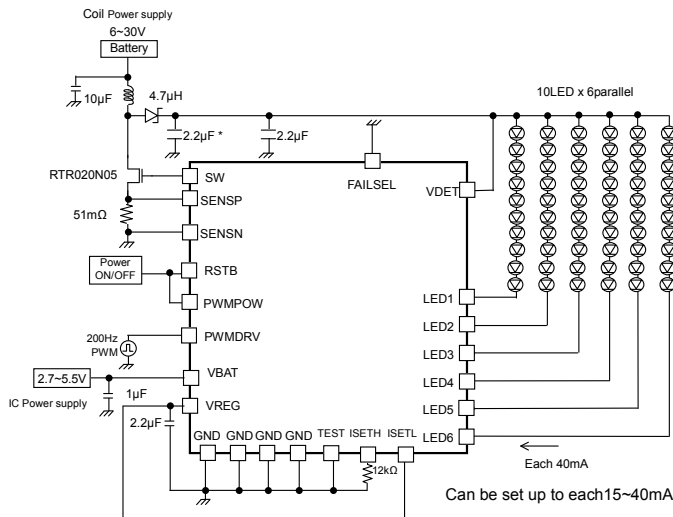 Coil Power supply
6~30V
Battery
10µF
4.7µH
2.2µF *
2.2µF
10LED x 6parallel
RTR020N05
SW
FAILSEL
VDET
SENSP
51mΩ
SENSN
Power
ON/OFF
RSTB
PWMPOW
LED1
LED2
200Hz
PWM
PWMDRV
LED3
2.7~5.5V
VBAT
LED4
IC Power supply
1µF
VREG
LED5
2.2µF
GND GND GND GND TEST ISETH ISETL
LED6
12kΩ
Each 40mA
Can be set up to each15~40mA